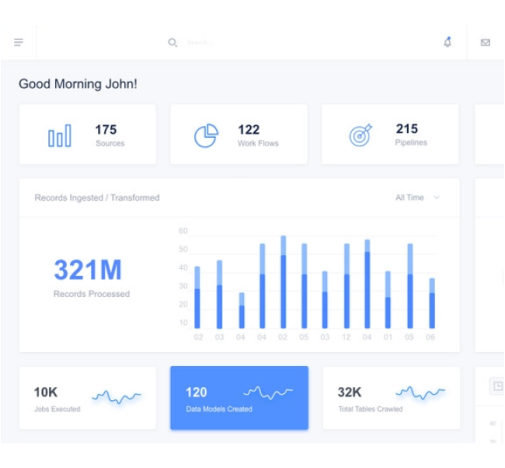 Search...
Good Morning John!
175
Sources
122
Work Flows
215
Pipelines
Records Ingested / Transformed
All Time
321M
Records Processed
60
50
40
30
20
10
02 03 04 04 02 05 03 12 04 01 05 06
10K
Jobs Executed
120
Data Models Created
32K
Total Tables Crawled